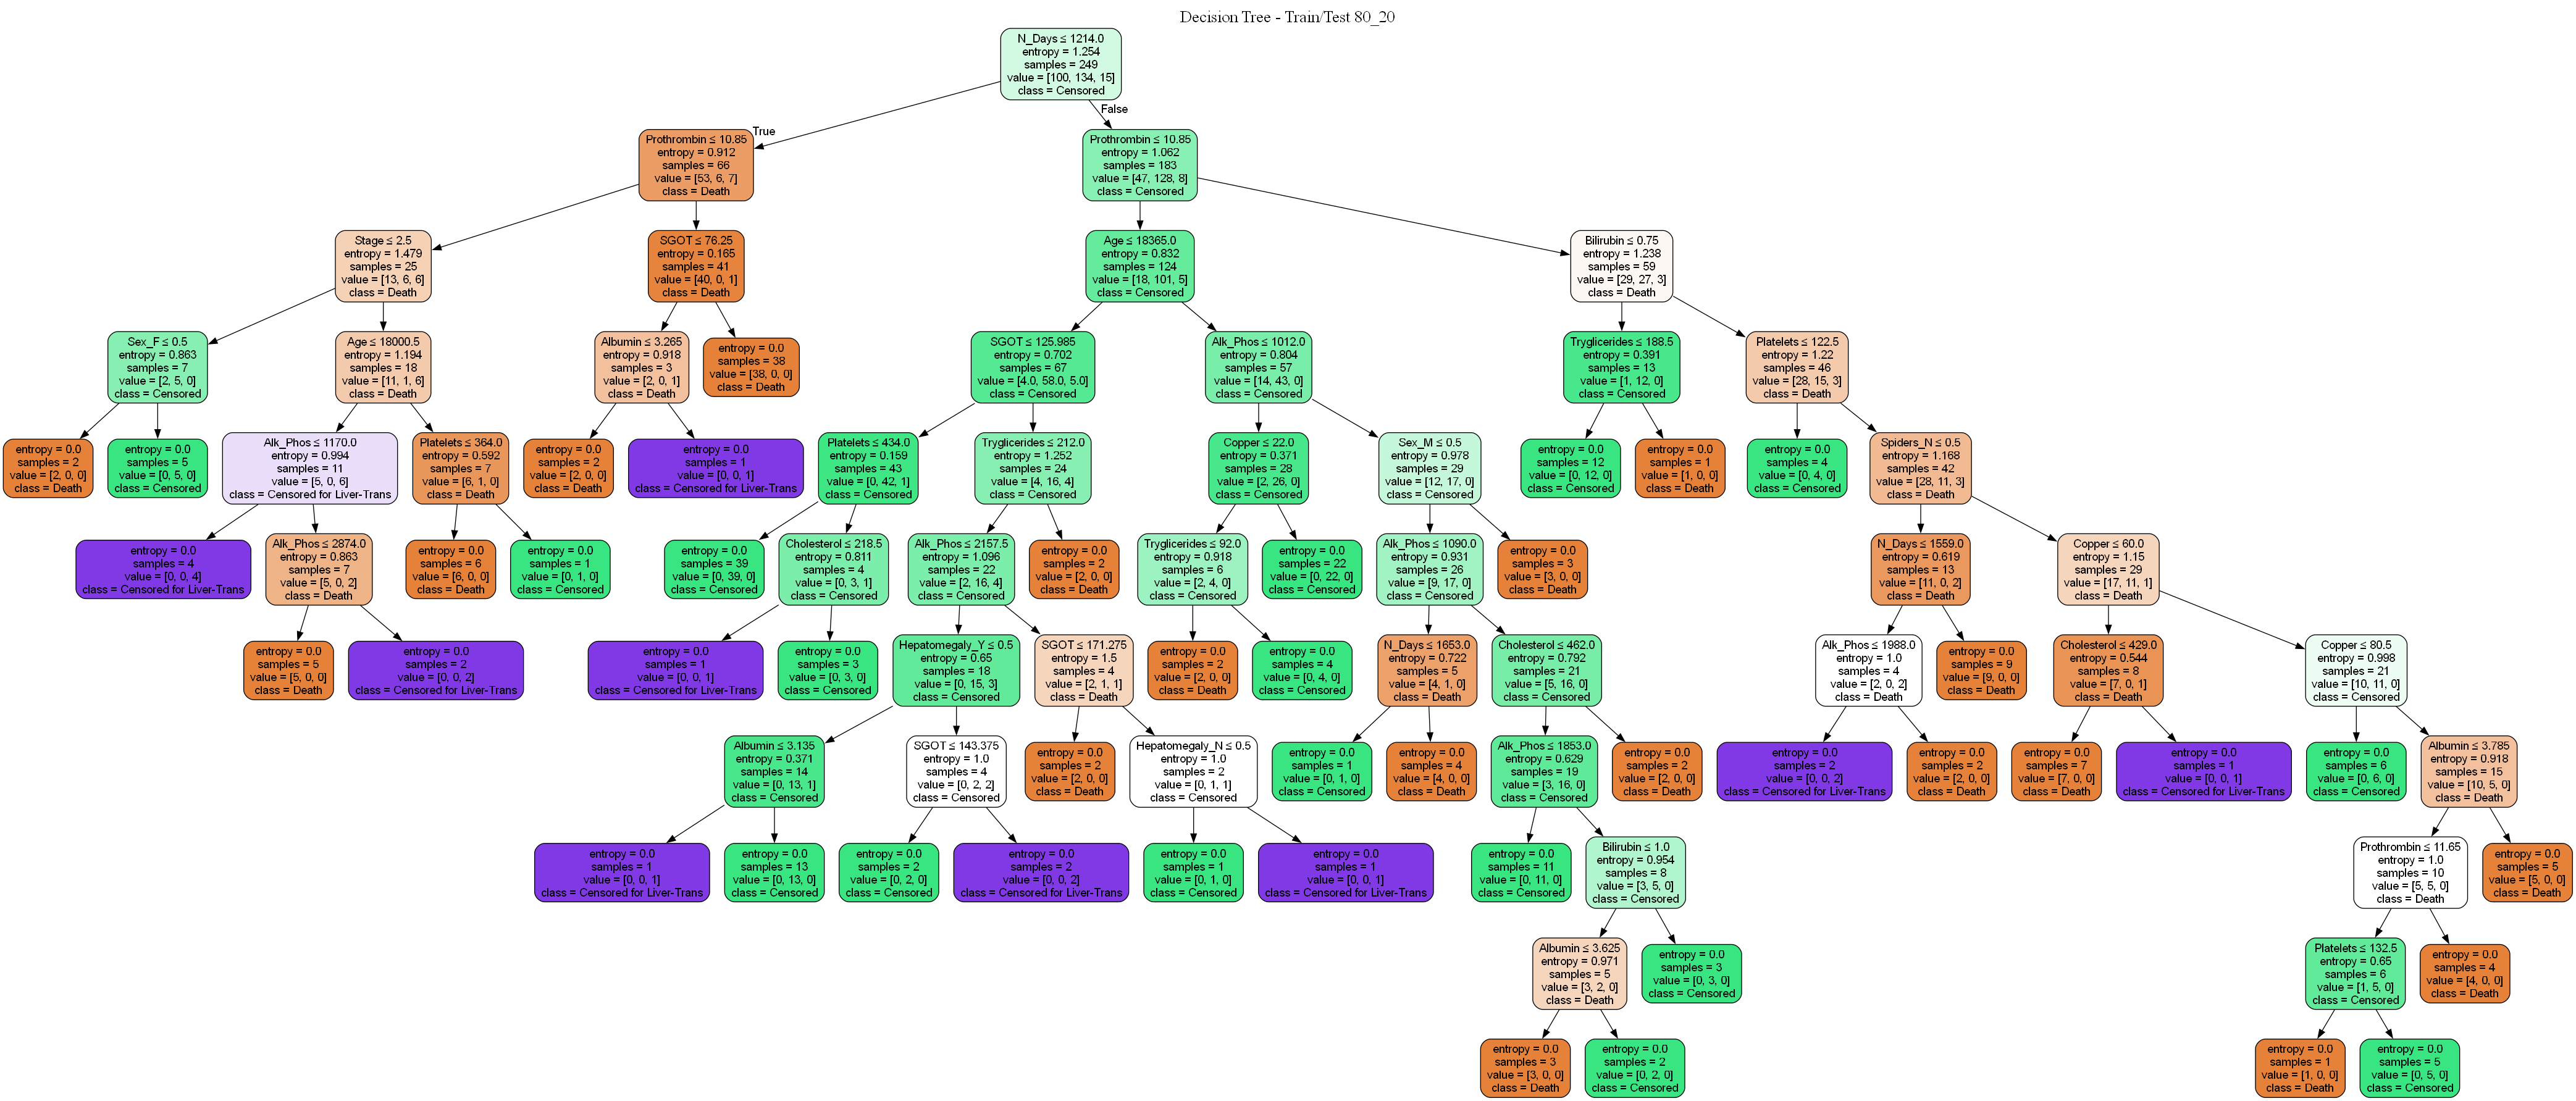 Decision Tree - Train/Test 80_20
N_Days ≤ 1214.0
entropy = 1.254
samples = 249
value = [100, 134, 15]
class = Censored
True
False
Prothrombin ≤ 10.85
entropy = 0.912
samples = 66
value = [53, 6, 7]
class = Death
Prothrombin ≤ 10.85
entropy = 1.062
samples = 183
value = [47, 128, 8]
class = Censored
Stage ≤ 2.5
entropy = 1.479
samples = 25
value = [13, 6, 6]
class = Death
SGOT ≤ 76.25
entropy = 0.165
samples = 41
value = [40, 0, 1]
class = Death
Age ≤ 18365.0
entropy = 0.832
samples = 124
value = [18, 101, 5]
class = Censored
Bilirubin ≤ 0.75
entropy = 1.238
samples = 59
value = [29, 27, 3]
class = Death
Sex_F ≤ 0.5
entropy = 0.863
samples = 7
value = [2, 5, 0]
class = Censored
Age ≤ 18000.5
entropy = 1.194
samples = 18
value = [11, 1, 6]
class = Death
Albumin ≤ 3.265
entropy = 0.918
samples = 3
value = [2, 0, 1]
class = Death
entropy = 0.0
samples = 38
value = [38, 0, 0]
class = Death
SGOT ≤ 125.985
entropy = 0.702
samples = 67
value = [4.0, 58.0, 5.0]
class = Censored
Alk_Phos ≤ 1012.0
entropy = 0.804
samples = 57
value = [14, 43, 0]
class = Censored
Tryglicerides ≤ 188.5
entropy = 0.391
samples = 13
value = [1, 12, 0]
class = Censored
Platelets ≤ 122.5
entropy = 1.22
samples = 46
value = [28, 15, 3]
class = Death
entropy = 0.0
samples = 2
value = [2, 0, 0]
class = Death
entropy = 0.0
samples = 5
value = [0, 5, 0]
class = Censored
Alk_Phos ≤ 1170.0
entropy = 0.994
samples = 11
value = [5, 0, 6]
class = Censored for Liver-Trans
Platelets ≤ 364.0
entropy = 0.592
samples = 7
value = [6, 1, 0]
class = Death
entropy = 0.0
samples = 2
value = [2, 0, 0]
class = Death
entropy = 0.0
samples = 1
value = [0, 0, 1]
class = Censored for Liver-Trans
Platelets ≤ 434.0
entropy = 0.159
samples = 43
value = [0, 42, 1]
class = Censored
Tryglicerides ≤ 212.0
entropy = 1.252
samples = 24
value = [4, 16, 4]
class = Censored
Copper ≤ 22.0
entropy = 0.371
samples = 28
value = [2, 26, 0]
class = Censored
Sex_M ≤ 0.5
entropy = 0.978
samples = 29
value = [12, 17, 0]
class = Censored
entropy = 0.0
samples = 12
value = [0, 12, 0]
class = Censored
entropy = 0.0
samples = 1
value = [1, 0, 0]
class = Death
entropy = 0.0
samples = 4
value = [0, 4, 0]
class = Censored
Spiders_N ≤ 0.5
entropy = 1.168
samples = 42
value = [28, 11, 3]
class = Death
entropy = 0.0
samples = 4
value = [0, 0, 4]
class = Censored for Liver-Trans
Alk_Phos ≤ 2874.0
entropy = 0.863
samples = 7
value = [5, 0, 2]
class = Death
entropy = 0.0
samples = 6
value = [6, 0, 0]
class = Death
entropy = 0.0
samples = 1
value = [0, 1, 0]
class = Censored
entropy = 0.0
samples = 39
value = [0, 39, 0]
class = Censored
Cholesterol ≤ 218.5
entropy = 0.811
samples = 4
value = [0, 3, 1]
class = Censored
Alk_Phos ≤ 2157.5
entropy = 1.096
samples = 22
value = [2, 16, 4]
class = Censored
entropy = 0.0
samples = 2
value = [2, 0, 0]
class = Death
Tryglicerides ≤ 92.0
entropy = 0.918
samples = 6
value = [2, 4, 0]
class = Censored
entropy = 0.0
samples = 22
value = [0, 22, 0]
class = Censored
Alk_Phos ≤ 1090.0
entropy = 0.931
samples = 26
value = [9, 17, 0]
class = Censored
entropy = 0.0
samples = 3
value = [3, 0, 0]
class = Death
N_Days ≤ 1559.0
entropy = 0.619
samples = 13
value = [11, 0, 2]
class = Death
Copper ≤ 60.0
entropy = 1.15
samples = 29
value = [17, 11, 1]
class = Death
entropy = 0.0
samples = 5
value = [5, 0, 0]
class = Death
entropy = 0.0
samples = 2
value = [0, 0, 2]
class = Censored for Liver-Trans
entropy = 0.0
samples = 1
value = [0, 0, 1]
class = Censored for Liver-Trans
entropy = 0.0
samples = 3
value = [0, 3, 0]
class = Censored
Hepatomegaly_Y ≤ 0.5
entropy = 0.65
samples = 18
value = [0, 15, 3]
class = Censored
SGOT ≤ 171.275
entropy = 1.5
samples = 4
value = [2, 1, 1]
class = Death
entropy = 0.0
samples = 2
value = [2, 0, 0]
class = Death
entropy = 0.0
samples = 4
value = [0, 4, 0]
class = Censored
N_Days ≤ 1653.0
entropy = 0.722
samples = 5
value = [4, 1, 0]
class = Death
Cholesterol ≤ 462.0
entropy = 0.792
samples = 21
value = [5, 16, 0]
class = Censored
Alk_Phos ≤ 1988.0
entropy = 1.0
samples = 4
value = [2, 0, 2]
class = Death
entropy = 0.0
samples = 9
value = [9, 0, 0]
class = Death
Cholesterol ≤ 429.0
entropy = 0.544
samples = 8
value = [7, 0, 1]
class = Death
Copper ≤ 80.5
entropy = 0.998
samples = 21
value = [10, 11, 0]
class = Censored
Albumin ≤ 3.135
entropy = 0.371
samples = 14
value = [0, 13, 1]
class = Censored
SGOT ≤ 143.375
entropy = 1.0
samples = 4
value = [0, 2, 2]
class = Censored
entropy = 0.0
samples = 2
value = [2, 0, 0]
class = Death
Hepatomegaly_N ≤ 0.5
entropy = 1.0
samples = 2
value = [0, 1, 1]
class = Censored
entropy = 0.0
samples = 1
value = [0, 1, 0]
class = Censored
entropy = 0.0
samples = 4
value = [4, 0, 0]
class = Death
Alk_Phos ≤ 1853.0
entropy = 0.629
samples = 19
value = [3, 16, 0]
class = Censored
entropy = 0.0
samples = 2
value = [2, 0, 0]
class = Death
entropy = 0.0
samples = 2
value = [0, 0, 2]
class = Censored for Liver-Trans
entropy = 0.0
samples = 2
value = [2, 0, 0]
class = Death
entropy = 0.0
samples = 7
value = [7, 0, 0]
class = Death
entropy = 0.0
samples = 1
value = [0, 0, 1]
class = Censored for Liver-Trans
entropy = 0.0
samples = 6
value = [0, 6, 0]
class = Censored
Albumin ≤ 3.785
entropy = 0.918
samples = 15
value = [10, 5, 0]
class = Death
entropy = 0.0
samples = 1
value = [0, 0, 1]
class = Censored for Liver-Trans
entropy = 0.0
samples = 13
value = [0, 13, 0]
class = Censored
entropy = 0.0
samples = 2
value = [0, 2, 0]
class = Censored
entropy = 0.0
samples = 2
value = [0, 0, 2]
class = Censored for Liver-Trans
entropy = 0.0
samples = 1
value = [0, 1, 0]
class = Censored
entropy = 0.0
samples = 1
value = [0, 0, 1]
class = Censored for Liver-Trans
entropy = 0.0
samples = 11
value = [0, 11, 0]
class = Censored
Bilirubin ≤ 1.0
entropy = 0.954
samples = 8
value = [3, 5, 0]
class = Censored
Prothrombin ≤ 11.65
entropy = 1.0
samples = 10
value = [5, 5, 0]
class = Death
entropy = 0.0
samples = 5
value = [5, 0, 0]
class = Death
Albumin ≤ 3.625
entropy = 0.971
samples = 5
value = [3, 2, 0]
class = Death
entropy = 0.0
samples = 3
value = [0, 3, 0]
class = Censored
Platelets ≤ 132.5
entropy = 0.65
samples = 6
value = [1, 5, 0]
class = Censored
entropy = 0.0
samples = 4
value = [4, 0, 0]
class = Death
entropy = 0.0
samples = 3
value = [3, 0, 0]
class = Death
entropy = 0.0
samples = 2
value = [0, 2, 0]
class = Censored
entropy = 0.0
samples = 1
value = [1, 0, 0]
class = Death
entropy = 0.0
samples = 5
value = [0, 5, 0]
class = Censored